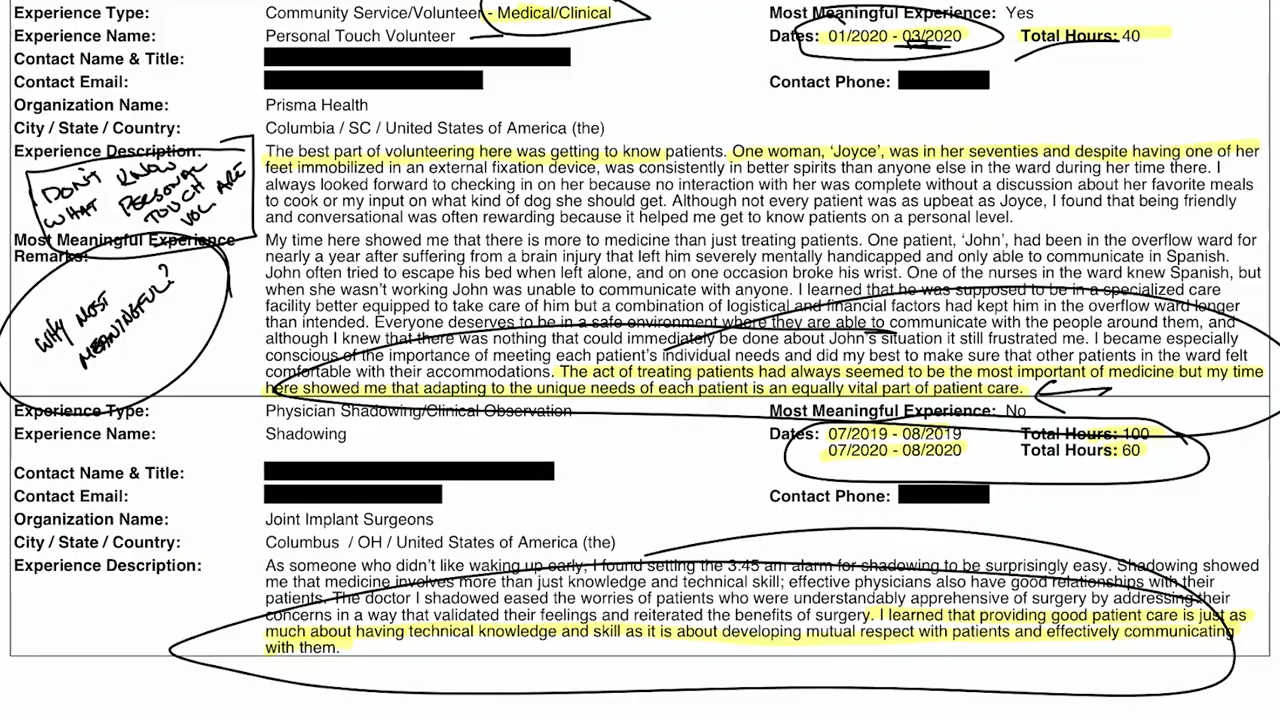 Experience Type: Community Service/Volunteer - Medical/Clinical Most Meaningful Experience: Yes
Experience Name: Personal Touch Volunteer Dates: 01/2020 - 03/2020 Total Hours: 40
Contact Name & Title:
Contact Email: Contact Phone:
Organization Name: Prisma Health
City / State / Country: Columbia / SC / United States of America (the)
Experience Description: The best part of volunteering here was getting to know patients. One woman, 'Joyce', was in her seventies and despite having one of her
feet immobilized in an external fixation device, was consistently in better spirits than anyone else in the ward during her time there. I
always looked forward to checking in on her because no interaction with her was complete without a discussion about her favorite meals
to cook or my input on what kind of dog she should get. Although not every patient was as upbeat as Joyce, I found that being friendly
and conversational was often rewarding because it helped me get to know patients on a personal level.
DON'T KNOW
WHAT PERSONAL
TOUCH
VOL ARE
Most Meaningful Experience
Remarks:
My time here showed me that there is more to medicine than just treating patients. One patient, 'John', had been in the overflow ward for
nearly a year after suffering from a brain injury that left him severely mentally handicapped and only able to communicate in Spanish.
John often tried to escape his bed when left alone, and on one occasion broke his wrist. One of the nurses in the ward knew Spanish, but
when she wasn't working John was unable to communicate with anyone. I learned that he was supposed to be in a specialized care
facility better equipped to take care of him but a combination of logistical and financial factors had kept him in the overflow ward longer
than intended. Everyone deserves to be in a safe environment where they are able to communicate with the people around them, and
although I knew that there was nothing that could immediately be done about John's situation it still frustrated me. I became especially
conscious of the importance of meeting each patient's individual needs and did my best to make sure that other patients in the ward felt
comfortable with their accommodations. The act of treating patients had always seemed to be the most important of medicine but my time
here showed me that adapting to the unique needs of each patient is an equally vital part of patient care.
WHY MOST
MEANINGFUL?
Experience Type: Physician Shadowing/Clinical Observation Most Meaningful Experience: No
Experience Name: Shadowing Dates: 07/2019 - 08/2019 Total Hours: 100
07/2020 - 08/2020 Total Hours: 60
Contact Name & Title:
Contact Email: Contact Phone:
Organization Name: Joint Implant Surgeons
City / State / Country: Columbus / OH / United States of America (the)
Experience Description: As someone who didn't like waking up early, I found setting the 3:45 am alarm for shadowing to be surprisingly easy. Shadowing showed
me that medicine involves more than just knowledge and technical skill; effective physicians also have good relationships with their
patients. The doctor I shadowed eased the worries of patients who were understandably apprehensive of surgery by addressing their
concerns in a way that validated their feelings and reiterated the benefits of surgery. I learned that providing good patient care is just as
much about having technical knowledge and skill as it is about developing mutual respect with patients and effectively communicating
with them.